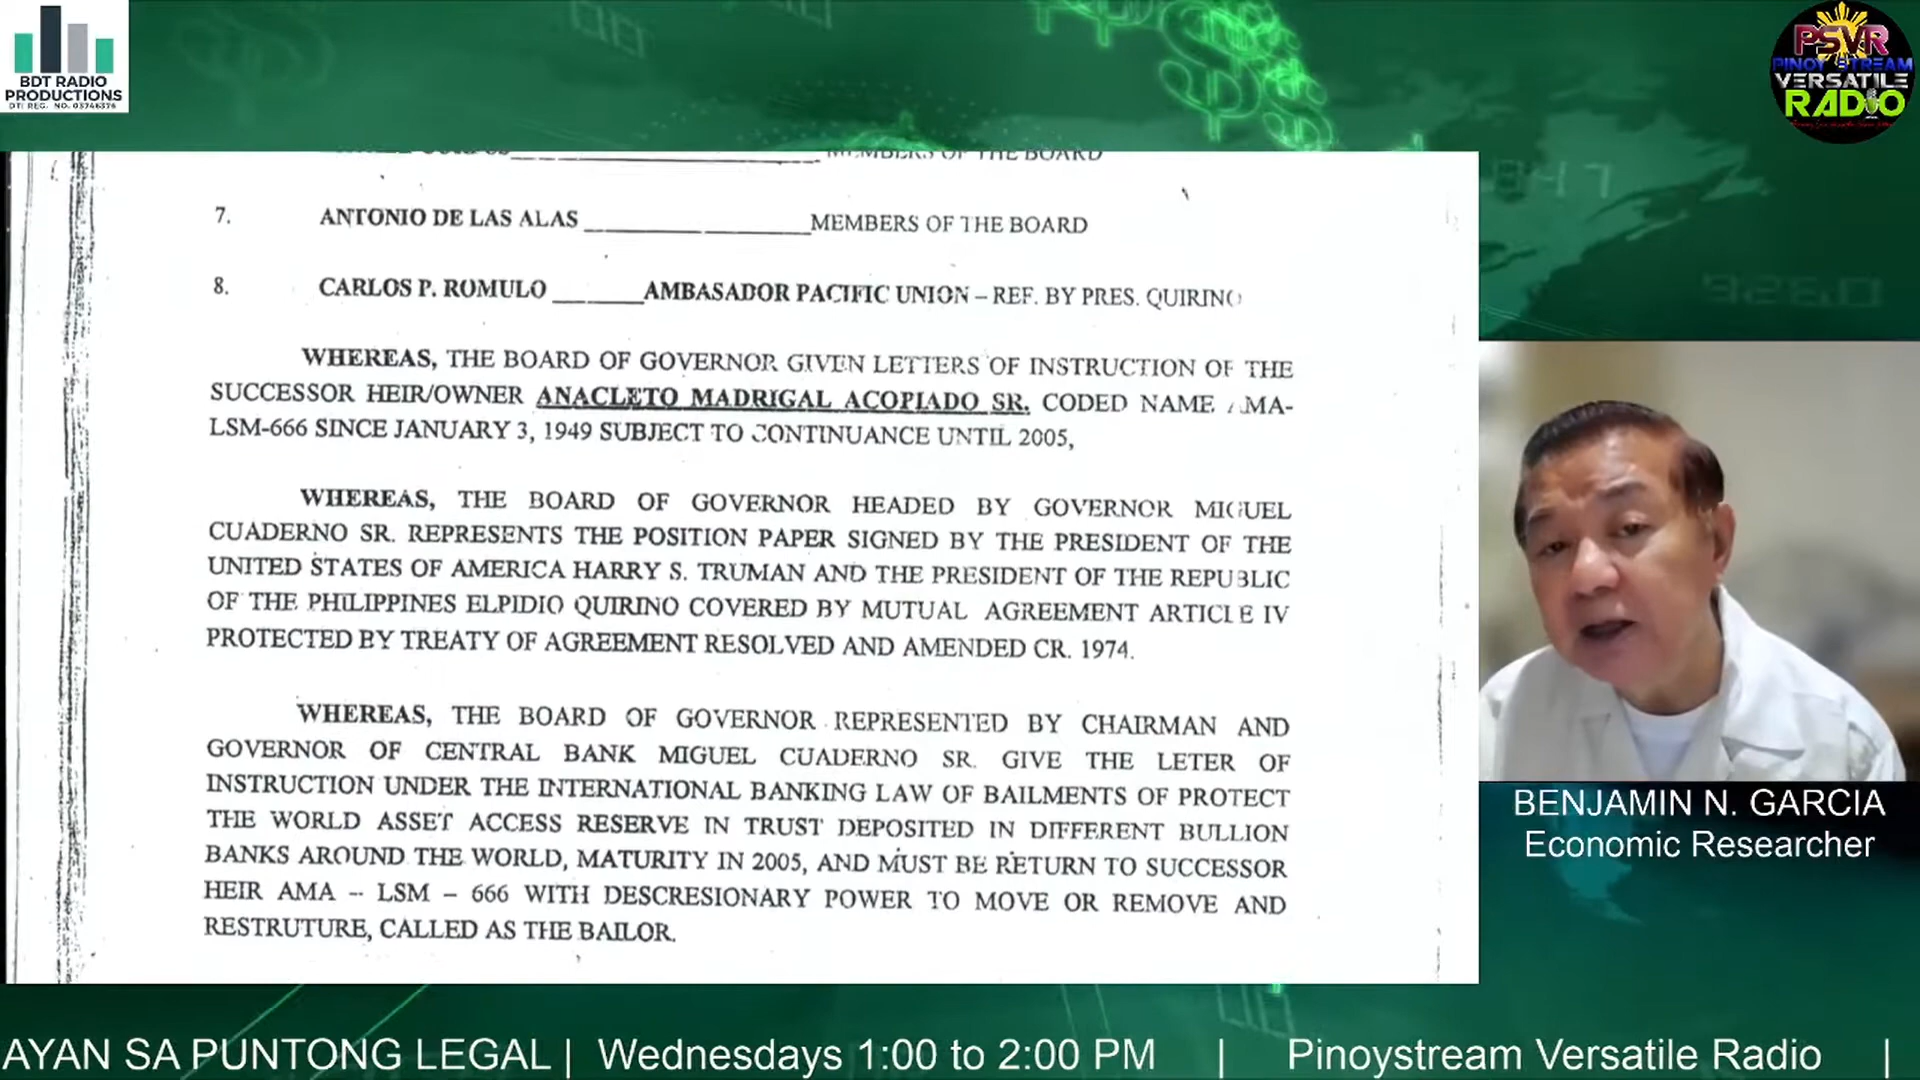 BDT RADIO
PRODUCTIONS
DTI REG. NO. 03746376
PSVR
PINOY STREAM
VERSATILE
RADIO
MEMBERS OF THE BOARD
7. ANTONIO DE LAS ALAS ____________________MEMBERS OF THE BOARD
8. CARLOS P. ROMULO ________AMBASADOR PACIFIC UNION – REF. BY PRES. QUIRINO
WHEREAS, THE BOARD OF GOVERNOR GIVEN LETTERS OF INSTRUCTION OF THE
SUCCESSOR HEIR/OWNER ANACLETO MADRIGAL ACOPIADO SR. CODED NAME AMA-
LSM-666 SINCE JANUARY 3, 1949 SUBJECT TO CONTINUANCE UNTIL 2005,
WHEREAS, THE BOARD OF GOVERNOR HEADED BY GOVERNOR MIGUEL
CUADERNO SR. REPRESENTS THE POSITION PAPER SIGNED BY THE PRESIDENT OF THE
UNITED STATES OF AMERICA HARRY S. TRUMAN AND THE PRESIDENT OF THE REPUBLIC
OF THE PHILIPPINES ELPIDIO QUIRINO COVERED BY MUTUAL AGREEMENT ARTICLE IV
PROTECTED BY TREATY OF AGREEMENT RESOLVED AND AMENDED CR. 1974.
WHEREAS, THE BOARD OF GOVERNOR REPRESENTED BY CHAIRMAN AND
GOVERNOR OF CENTRAL BANK MIGUEL CUADERNO SR. GIVE THE LETER OF
INSTRUCTION UNDER THE INTERNATIONAL BANKING LAW OF BAILMENTS OF PROTECT
THE WORLD ASSET ACCESS RESERVE IN TRUST DEPOSITED IN DIFFERENT BULLION
BANKS AROUND THE WORLD, MATURITY IN 2005, AND MUST BE RETURN TO SUCCESSOR
HEIR AMA – LSM – 666 WITH DESCRESIONARY POWER TO MOVE OR REMOVE AND
RESTRUTURE, CALLED AS THE BAILOR.
BENJAMIN N. GARCIA
Economic Researcher
AYAN SA PUNTONG LEGAL | Wednesdays 1:00 to 2:00 PM | Pinoystream Versatile Radio |